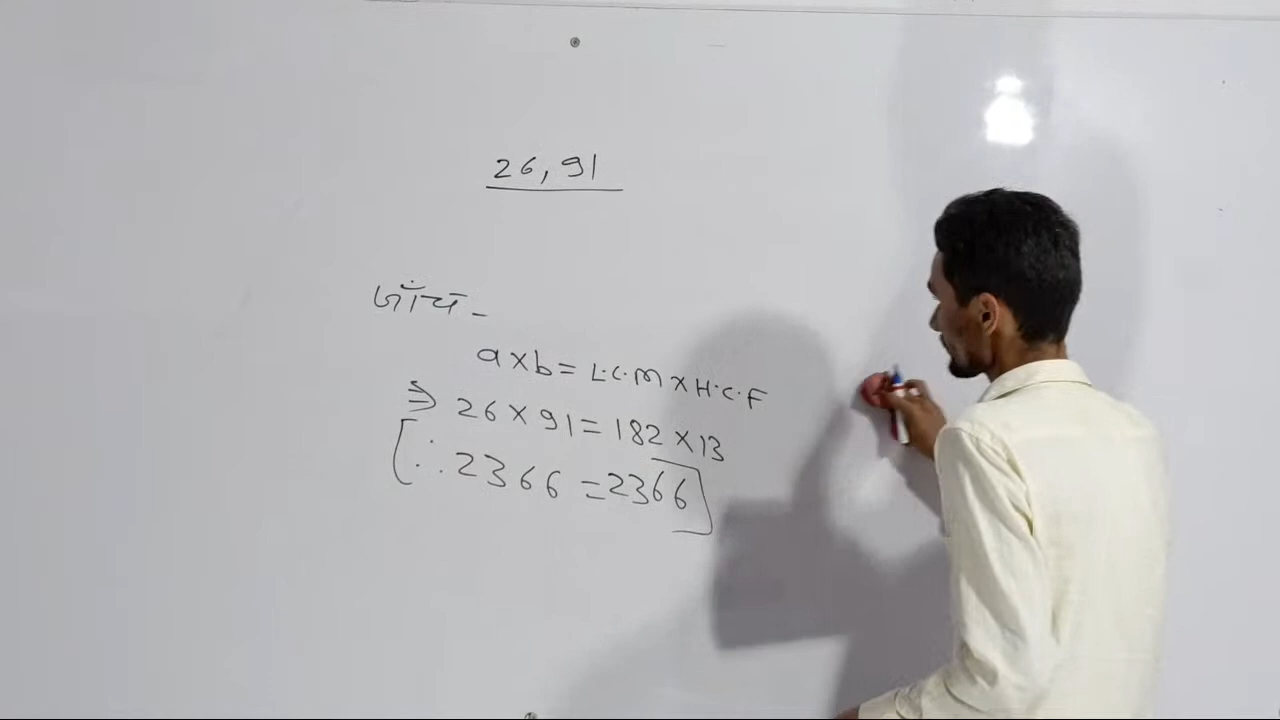 26, 91
जाँच -
a×b = L.C.M × H.C.F
⇒ 26 × 91 = 182 × 13
∴ 2366 = 2366